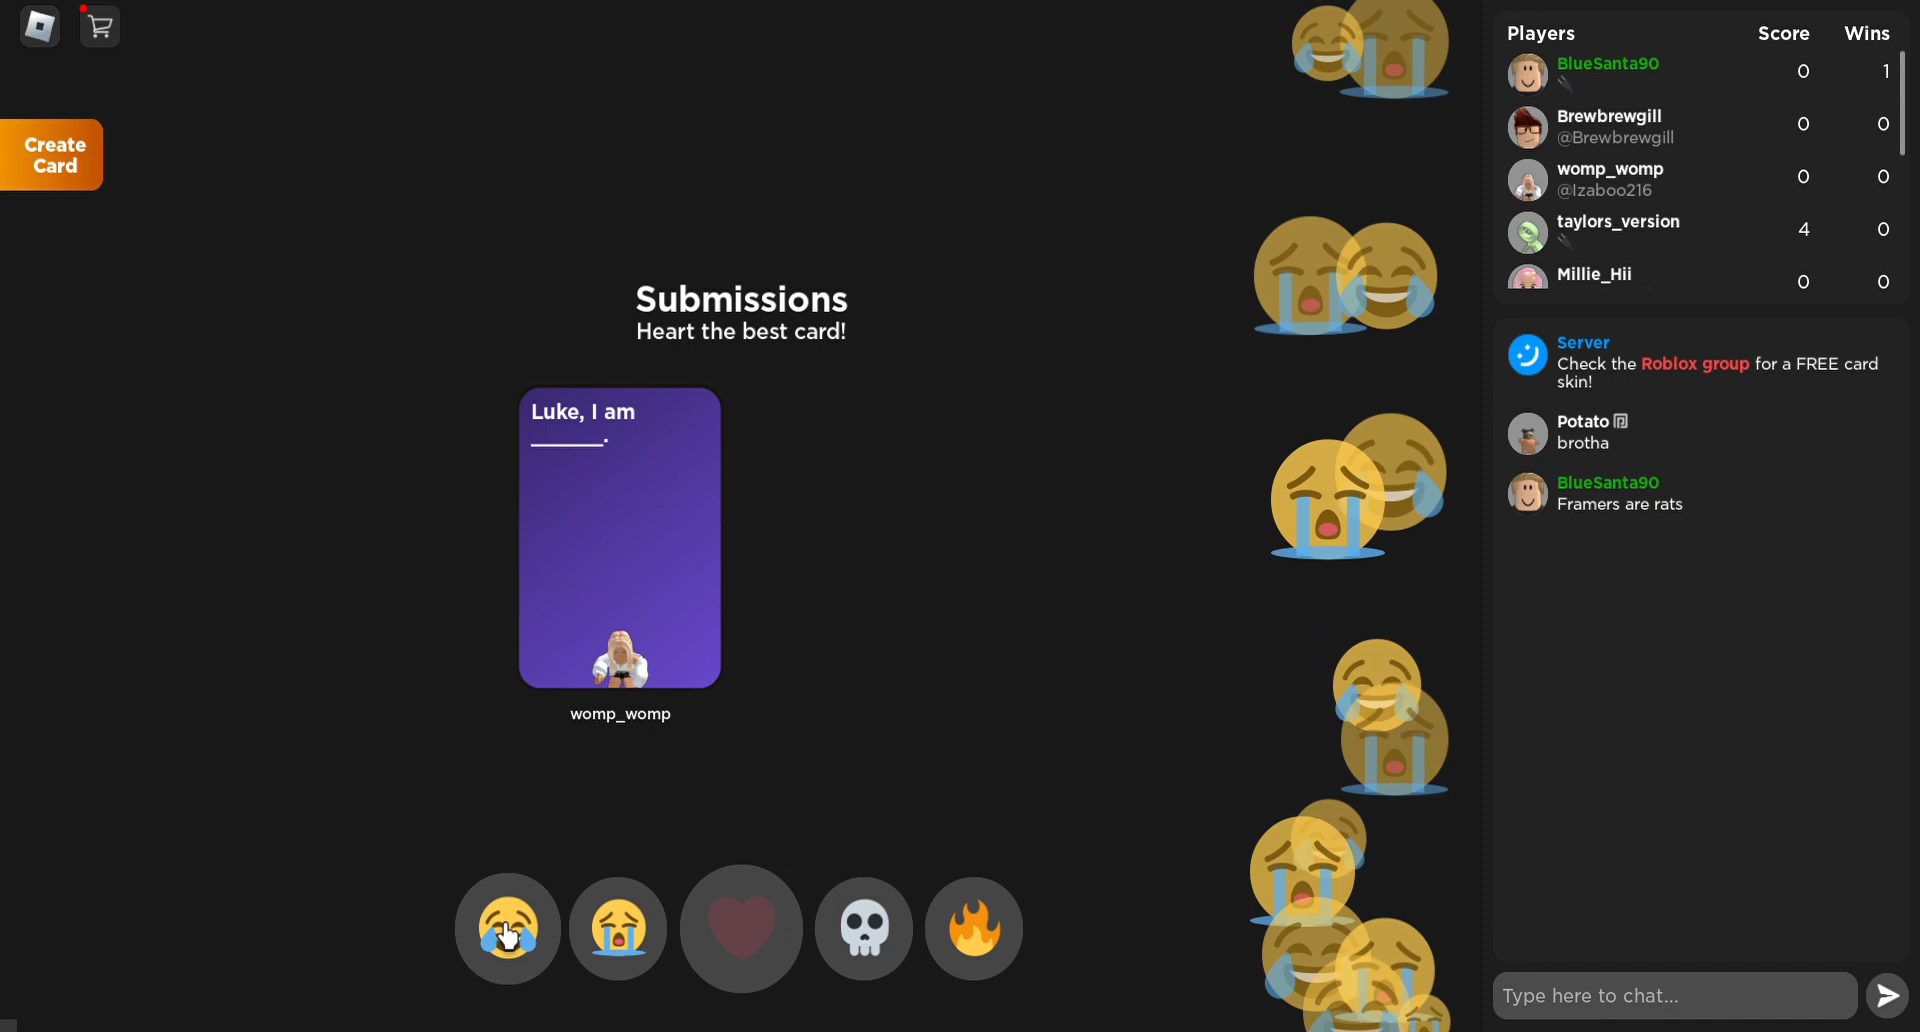 Create
Card
Submissions
Heart the best card!
Luke, I am
______.
womp_womp
Players Score Wins
BlueSanta90 0 1
Brewbrewgill 0 0
@Brewbrewgill
womp_womp 0 0
@Izaboo216
taylors_version 4 0
Millie_Hii 0 0
Server
Check the Roblox group for a FREE card
skin!
Potato
brotha
BlueSanta90
Framers are rats
Type here to chat...